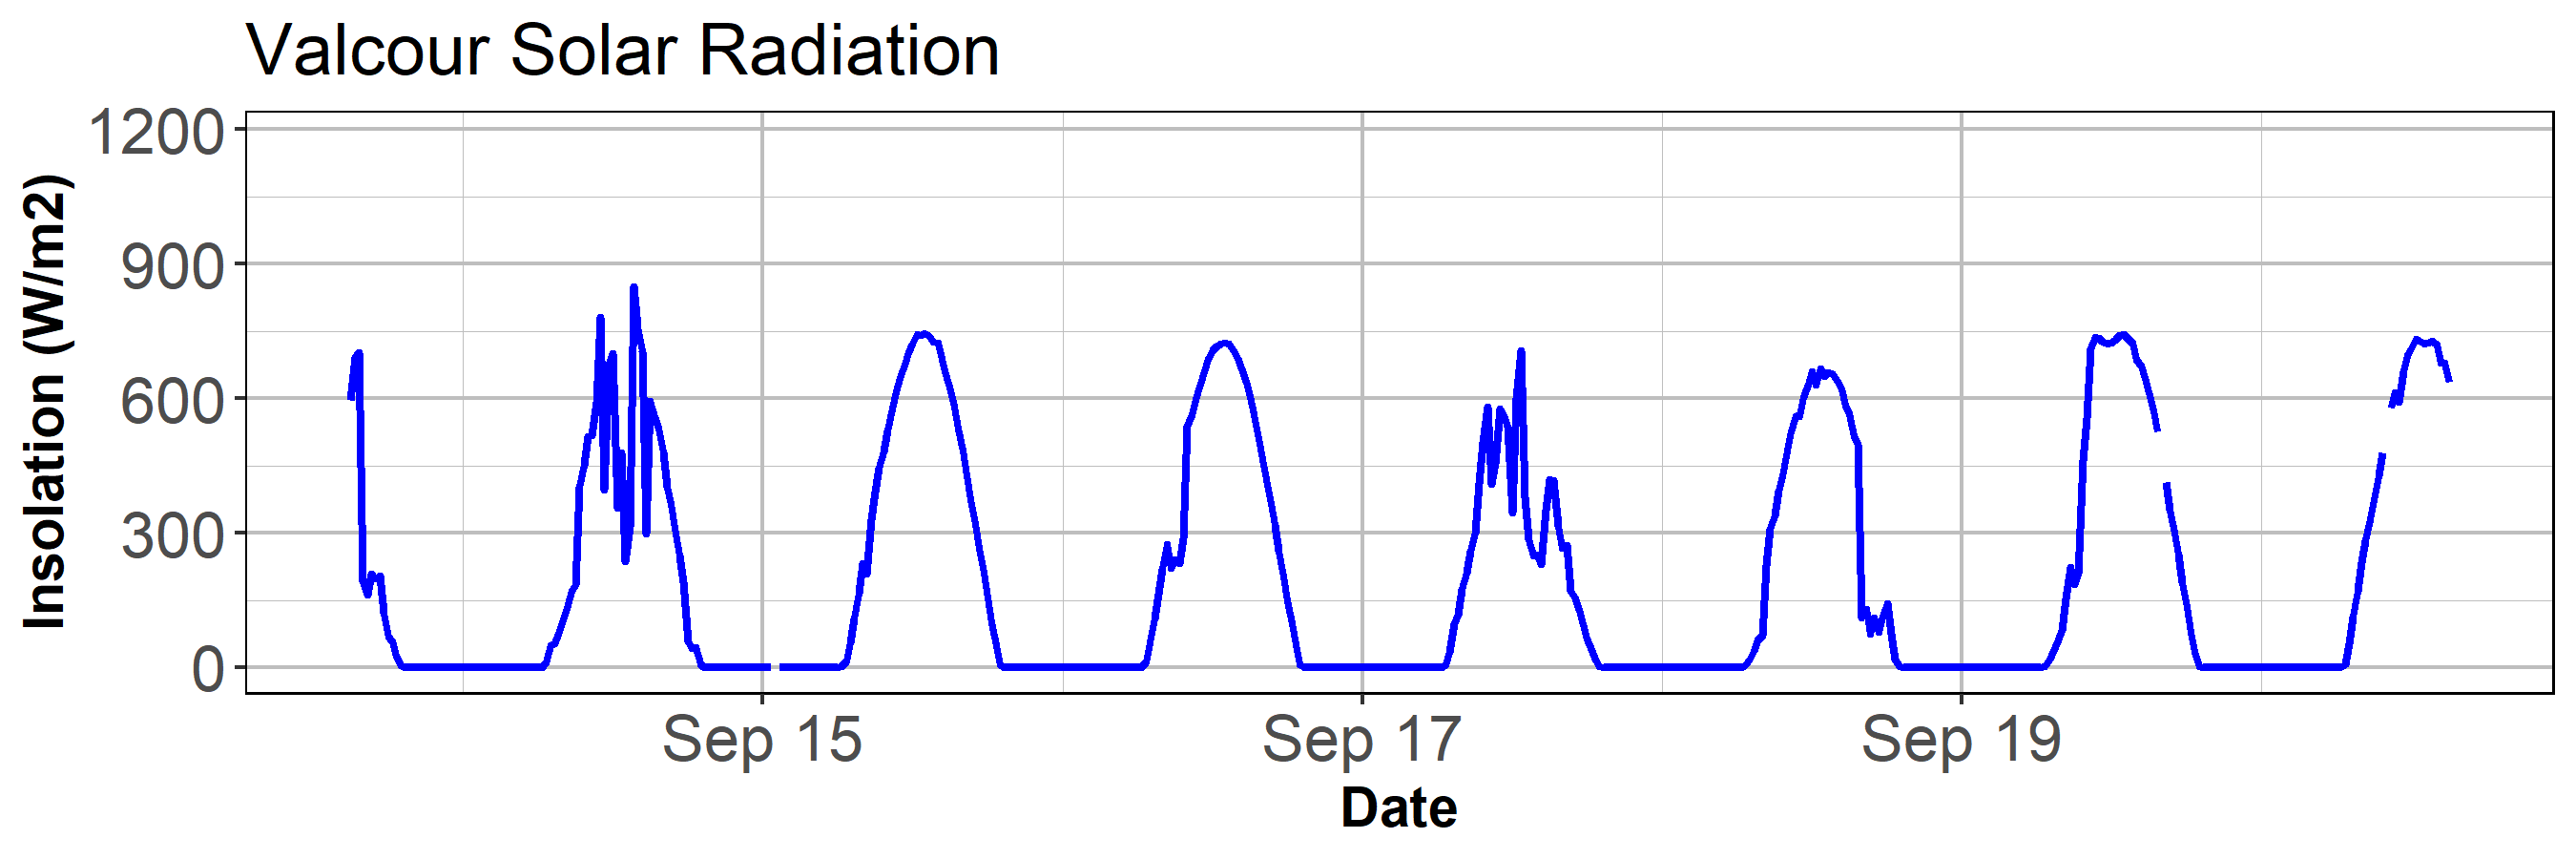 Valcour Solar Radiation
1200
900
600
300
0
Insolation (W/m2)
Sep 15
Sep 17
Sep 19
Date